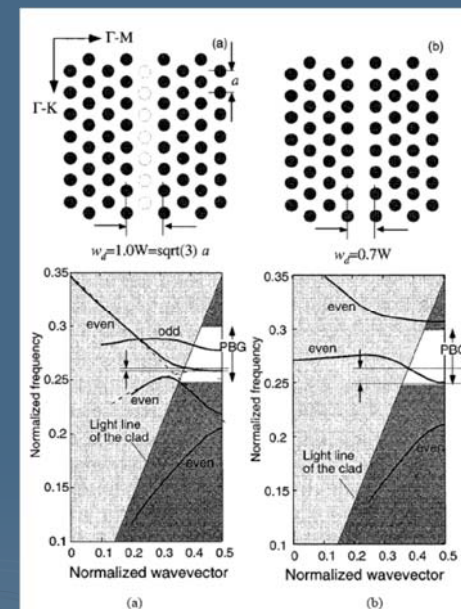 Γ-M
(a)
a
Γ-K
(b)
w_d=1.0W=sqrt(3) a
w_d=0.7W
0.35
0.3
0.25
0.2
0.15
0.1
Normalized frequency
even
odd
PBG
even
Light line
of the clad
even
0
0.1
0.2
0.3
0.4
0.5
Normalized wavevector
(a)
0.35
0.3
0.25
0.2
0.15
0.1
Normalized frequency
even
even
PBG
Light line
of the clad
even
0
0.1
0.2
0.3
0.4
0.5
Normalized wavevector
(b)